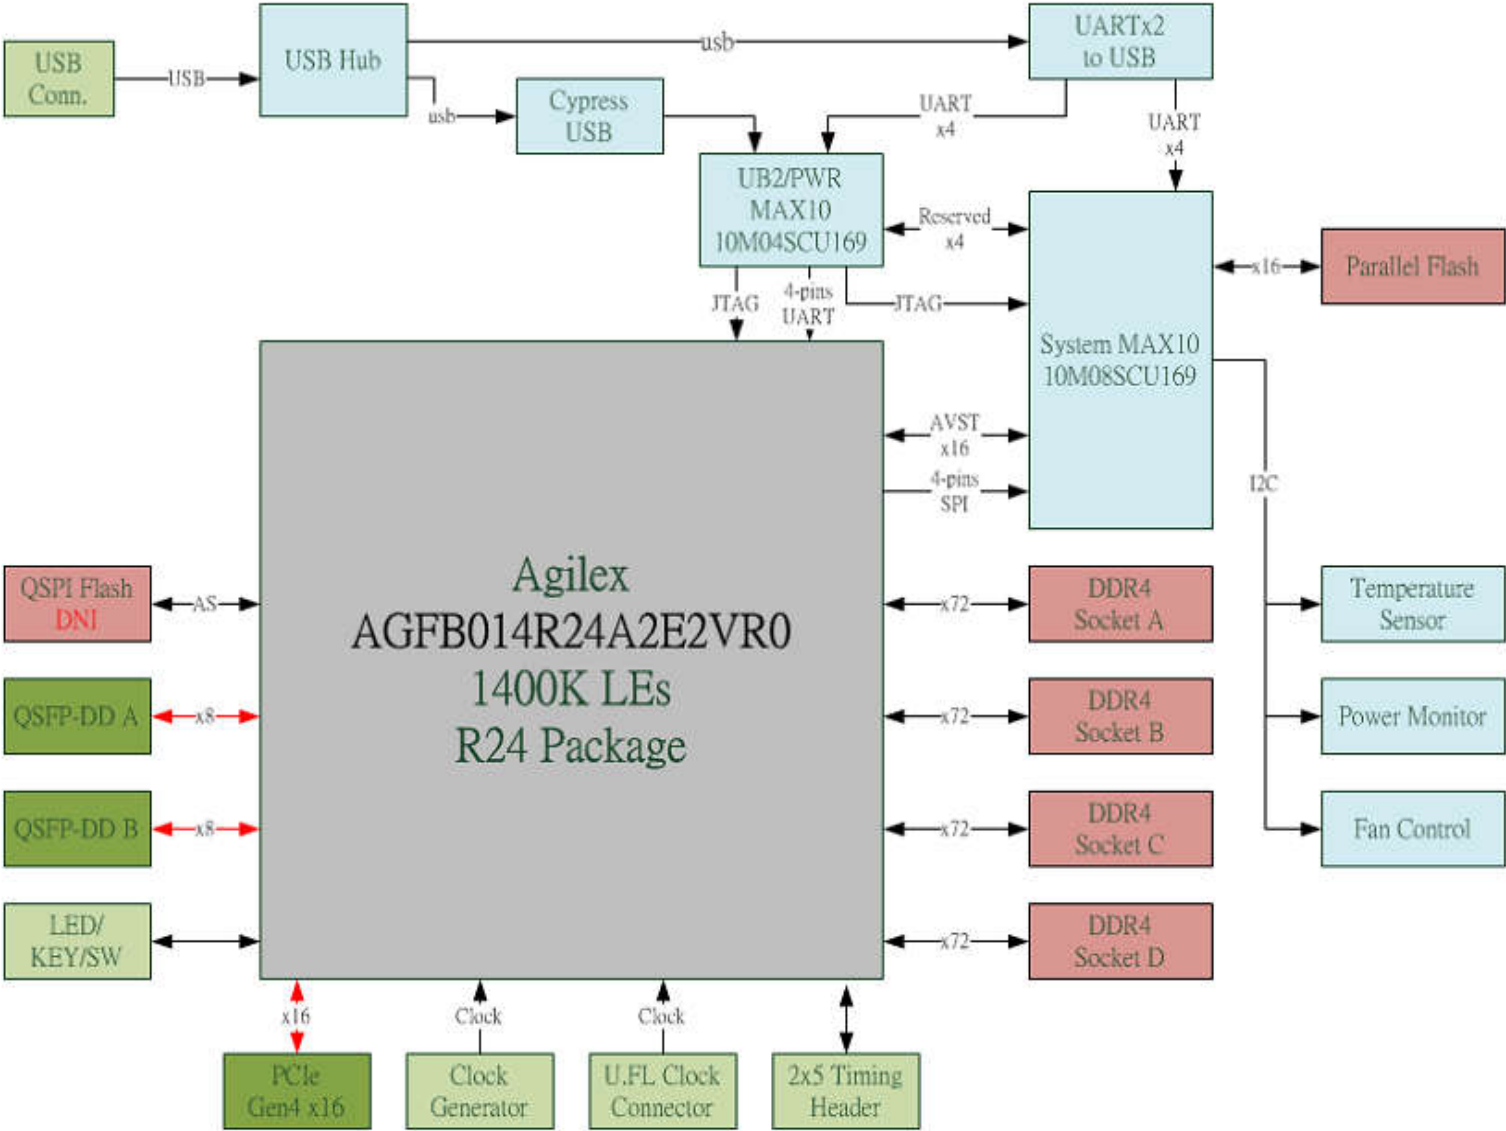 USB
Conn.
USB
USB Hub
usb
usb
Cypress
USB
UARTx2
to USB
UART
x4
UART
x4
UB2/PWR
MAX10
10M04SCU169
Reserved
x4
JTAG
4-pins
UART
JTAG
System MAX10
10M08SCU169
x16
Parallel Flash
I2C
AVST
x16
4-pins
SPI
Agilex
AGFB014R24A2E2VR0
1400K LEs
R24 Package
QSPI Flash
DNI
AS
QSFP-DD A
x8
QSFP-DD B
x8
LED/
KEY/SW
x72
DDR4
Socket A
x72
DDR4
Socket B
x72
DDR4
Socket C
x72
DDR4
Socket D
Temperature
Sensor
Power Monitor
Fan Control
x16
PCIe
Gen4 x16
Clock
Clock
Generator
Clock
U.FL Clock
Connector
2x5 Timing
Header